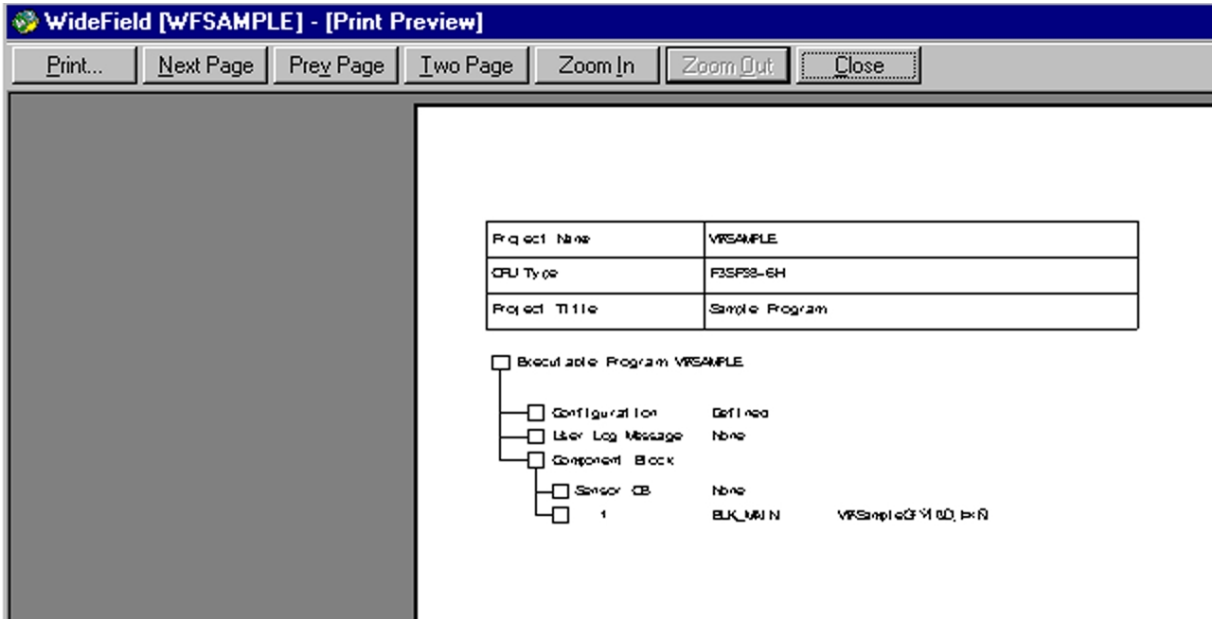 WideField [WFSAMPLE] - [Print Preview]
Print... Next Page Prev Page Two Page Zoom In Zoom Out Close
Project Name WFSAMPLE
CPU Type F3SP38-6H
Project Title Sample Program
Executable Program WFSAMPLE
Configuration Defined
User Log Message None
Component Block
Sensor CB None
1 BLK_MAIN